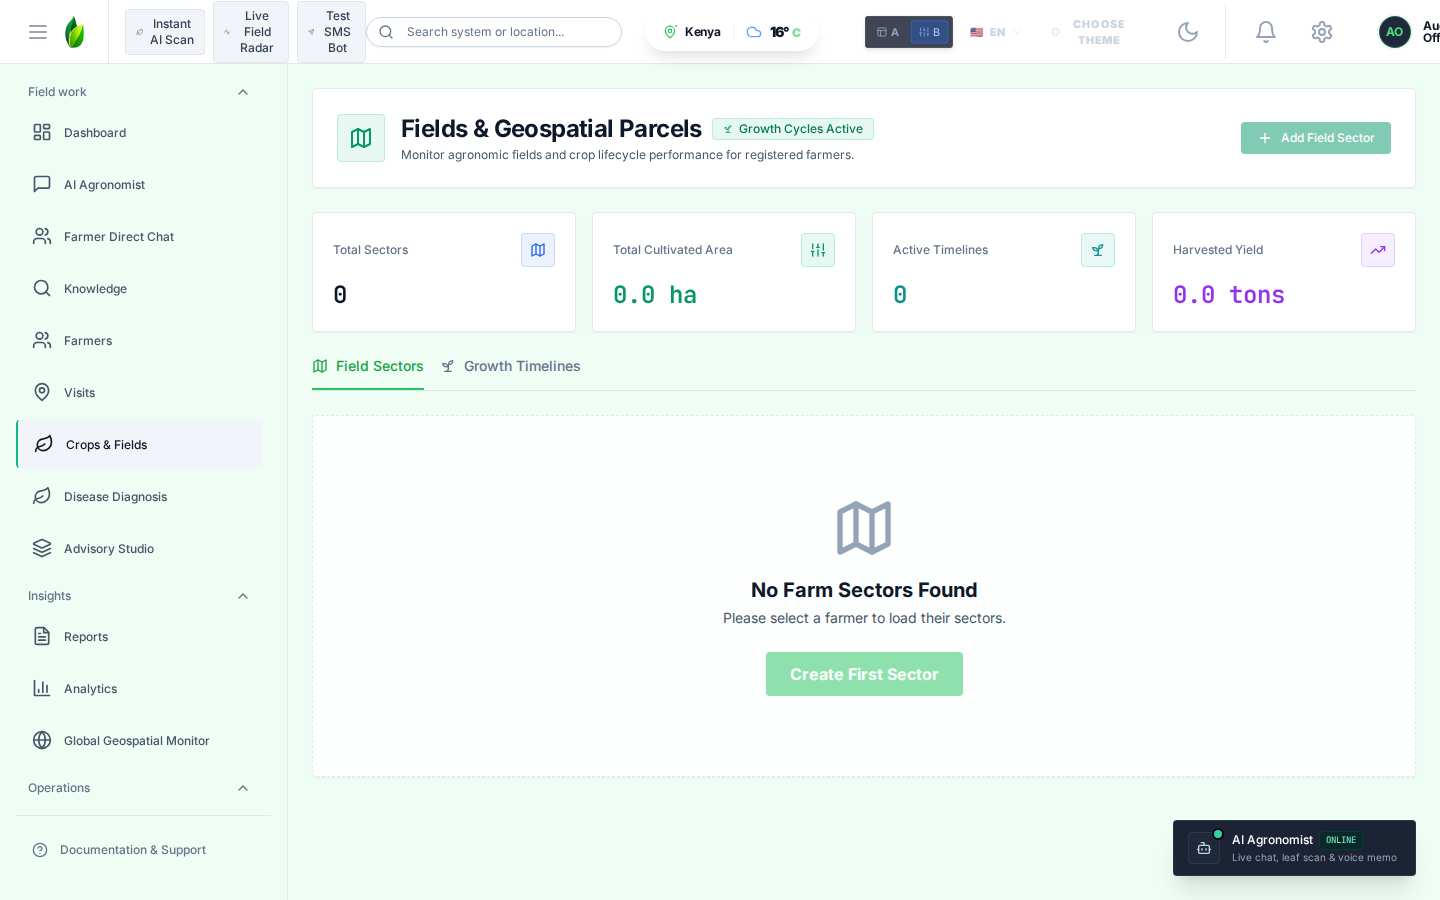 Instant
AI Scan
Live
Field
Radar
Test
SMS
Bot
Search system or location...
Kenya
16° C
A
B
EN
CHOOSE
THEME
AO
Au
Off
Field work
Dashboard
AI Agronomist
Farmer Direct Chat
Knowledge
Farmers
Visits
Crops & Fields
Disease Diagnosis
Advisory Studio
Insights
Reports
Analytics
Global Geospatial Monitor
Operations
Documentation & Support
Fields & Geospatial Parcels
Growth Cycles Active
Monitor agronomic fields and crop lifecycle performance for registered farmers.
Add Field Sector
Total Sectors
0
Total Cultivated Area
0.0 ha
Active Timelines
0
Harvested Yield
0.0 tons
Field Sectors
Growth Timelines
No Farm Sectors Found
Please select a farmer to load their sectors.
Create First Sector
AI Agronomist
ONLINE
Live chat, leaf scan & voice memo